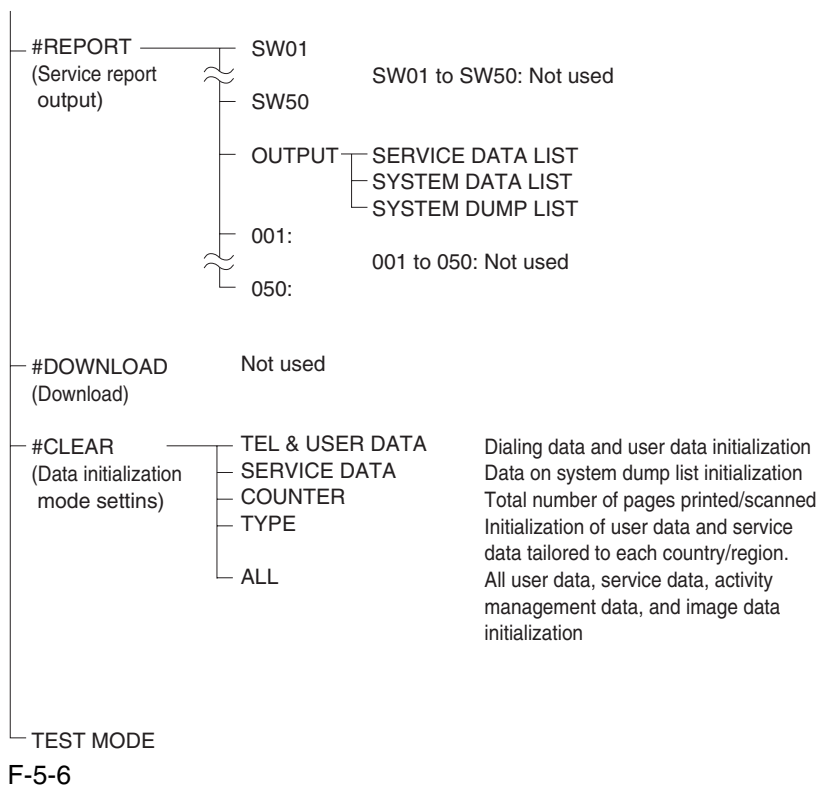 #REPORT
(Service report
output)
SW01
SW01 to SW50: Not used
SW50
OUTPUT
SERVICE DATA LIST
SYSTEM DATA LIST
SYSTEM DUMP LIST
001:
001 to 050: Not used
050:
#DOWNLOAD
(Download)
Not used
#CLEAR
(Data initialization
mode settins)
TEL & USER DATA
Dialing data and user data initialization
SERVICE DATA
Data on system dump list initialization
COUNTER
Total number of pages printed/scanned
TYPE
Initialization of user data and service
data tailored to each country/region.
ALL
All user data, service data, activity
management data, and image data
initialization
TEST MODE
F-5-6